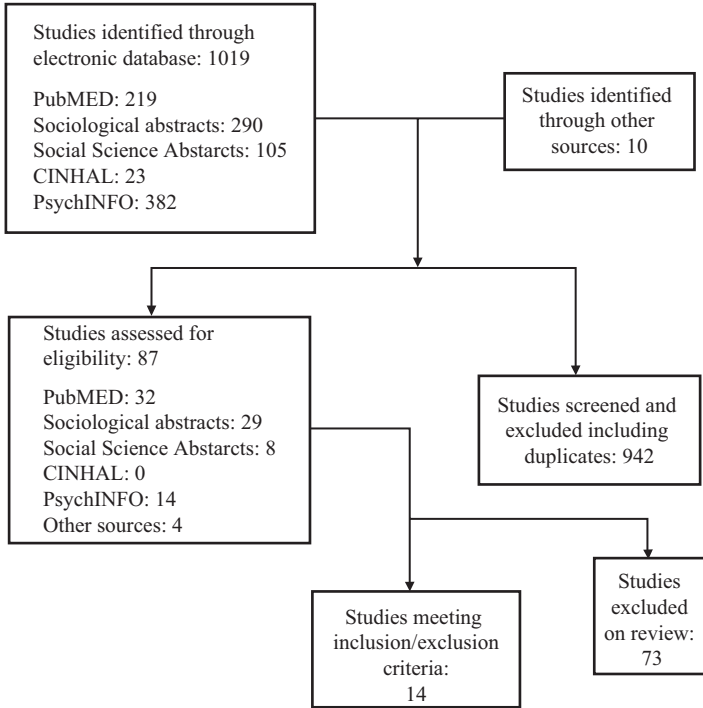 Studies identified through
electronic database: 1019
PubMED: 219
Sociological abstracts: 290
Social Science Abstarcts: 105
CINHAL: 23
PsychINFO: 382
Studies identified
through other
sources: 10
Studies assessed for
eligibility: 87
PubMED: 32
Sociological abstracts: 29
Social Science Abstarcts: 8
CINHAL: 0
PsychINFO: 14
Other sources: 4
Studies screened and
excluded including
duplicates: 942
Studies meeting
inclusion/exclusion
criteria:
14
Studies
excluded
on review:
73